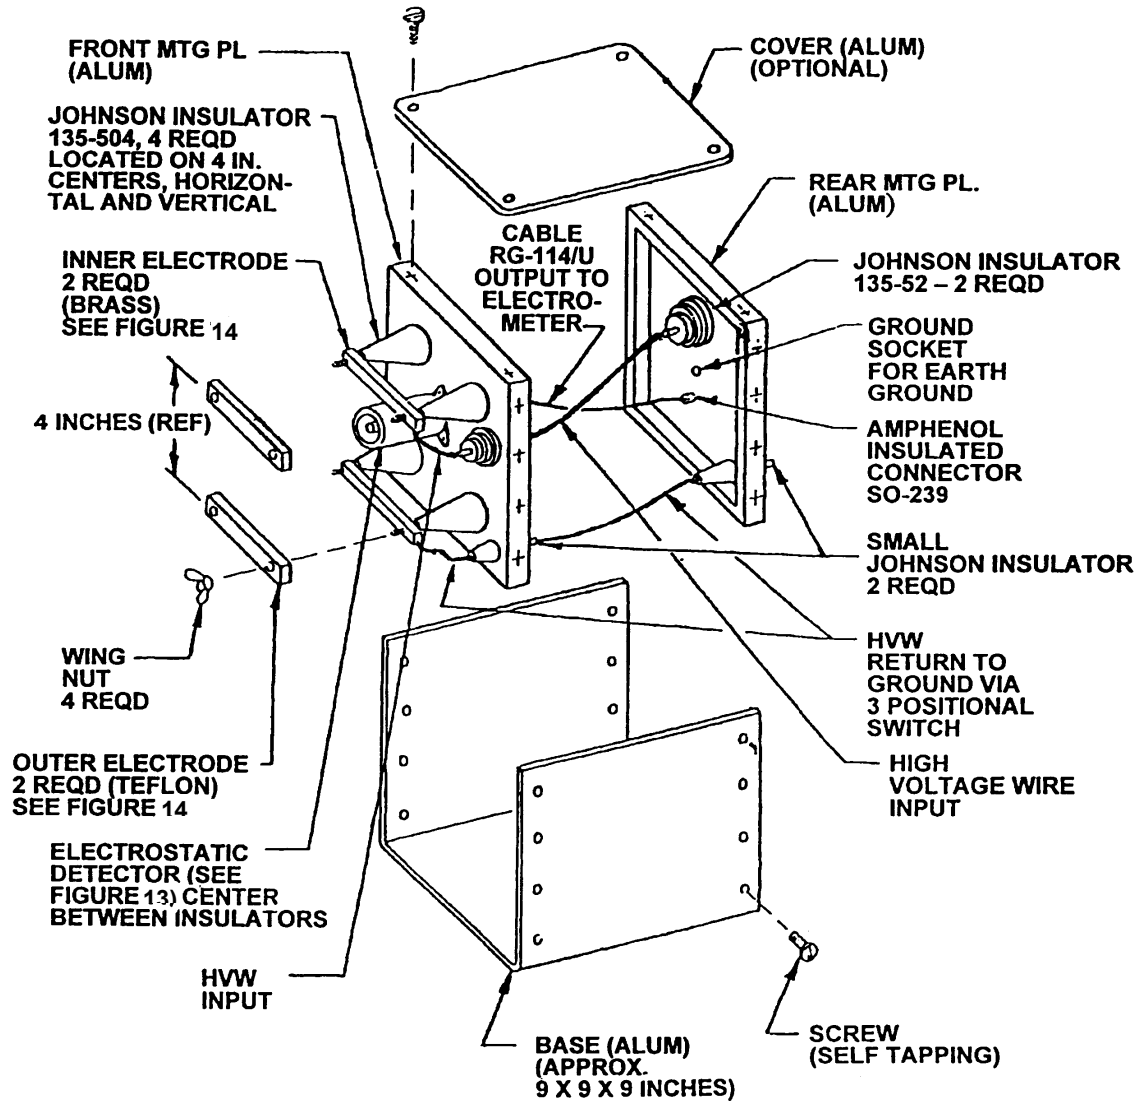 FRONT MTG PL
(ALUM)
JOHNSON INSULATOR
135-504, 4 REQD
LOCATED ON 4 IN.
CENTERS, HORIZON-
TAL AND VERTICAL
INNER ELECTRODE
2 REQD
(BRASS)
SEE FIGURE 14
4 INCHES (REF)
WING
NUT
4 REQD
OUTER ELECTRODE
2 REQD (TEFLON)
SEE FIGURE 14
ELECTROSTATIC
DETECTOR (SEE
FIGURE 13) CENTER
BETWEEN INSULATORS
HVW
INPUT
CABLE
RG-114/U
OUTPUT TO
ELECTRO-
METER
COVER (ALUM)
(OPTIONAL)
REAR MTG PL.
(ALUM)
JOHNSON INSULATOR
135-52 – 2 REQD
GROUND
SOCKET
FOR EARTH
GROUND
AMPHENOL
INSULATED
CONNECTOR
SO-239
SMALL
JOHNSON INSULATOR
2 REQD
HVW
RETURN TO
GROUND VIA
3 POSITIONAL
SWITCH
HIGH
VOLTAGE WIRE
INPUT
SCREW
(SELF TAPPING)
BASE (ALUM)
(APPROX.
9 X 9 X 9 INCHES)